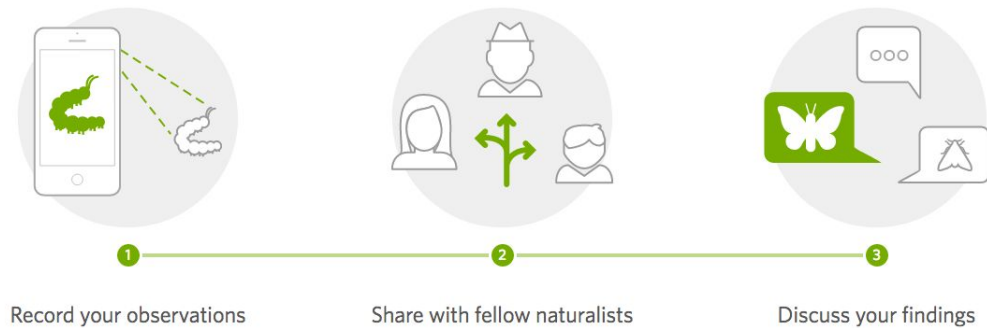 1
2
3
Record your observations
Share with fellow naturalists
Discuss your findings